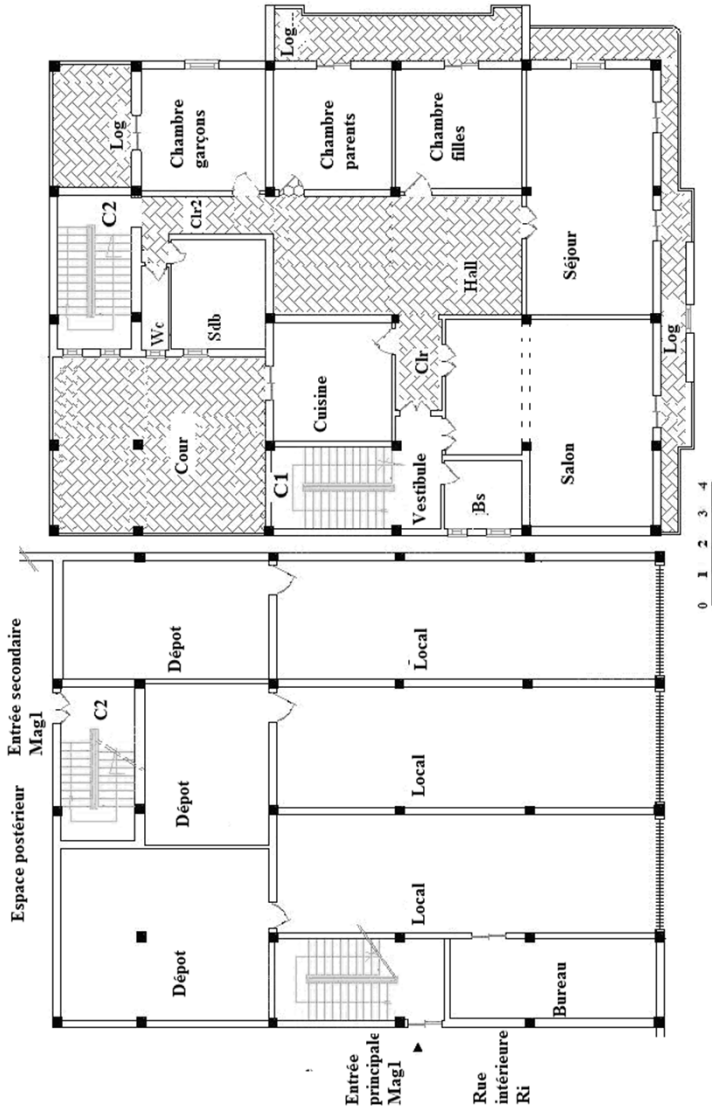 Espace postérieur
Entrée secondaire
Mag1
C2
Dépot
Dépot
Dépot
Entrée
principale
Mag1
Local
Local
Local
Rue
intérieure
Ri
Bureau
C2
Log
Cour
Wc
Sdb
Clr2
Chambre
garçons
Log
C1
Cuisine
Chambre
parents
Vestibule
Clr
Hall
Chambre
filles
Bs
Salon
Séjour
Log
0 1 2 3 4